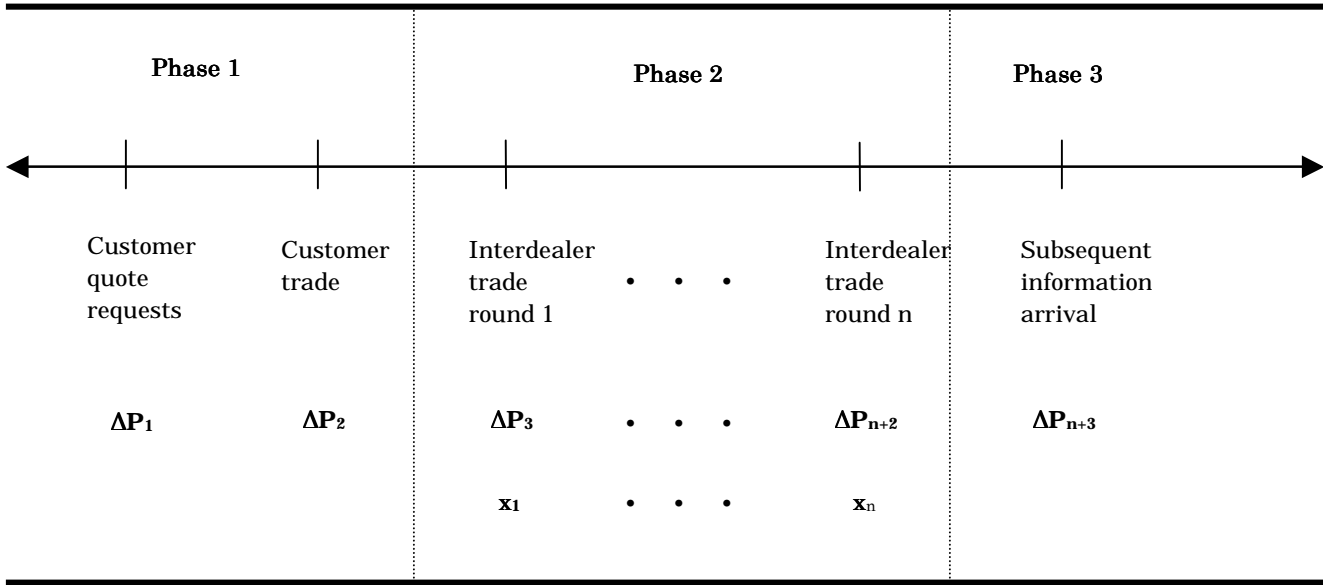 Phase 1
Phase 2
Phase 3
Customer quote requests
Customer trade
Interdealer trade round 1
• • •
Interdealer trade round n
Subsequent information arrival
ΔP1
ΔP2
ΔP3
• • •
ΔPn+2
ΔPn+3
x1
• • •
xn